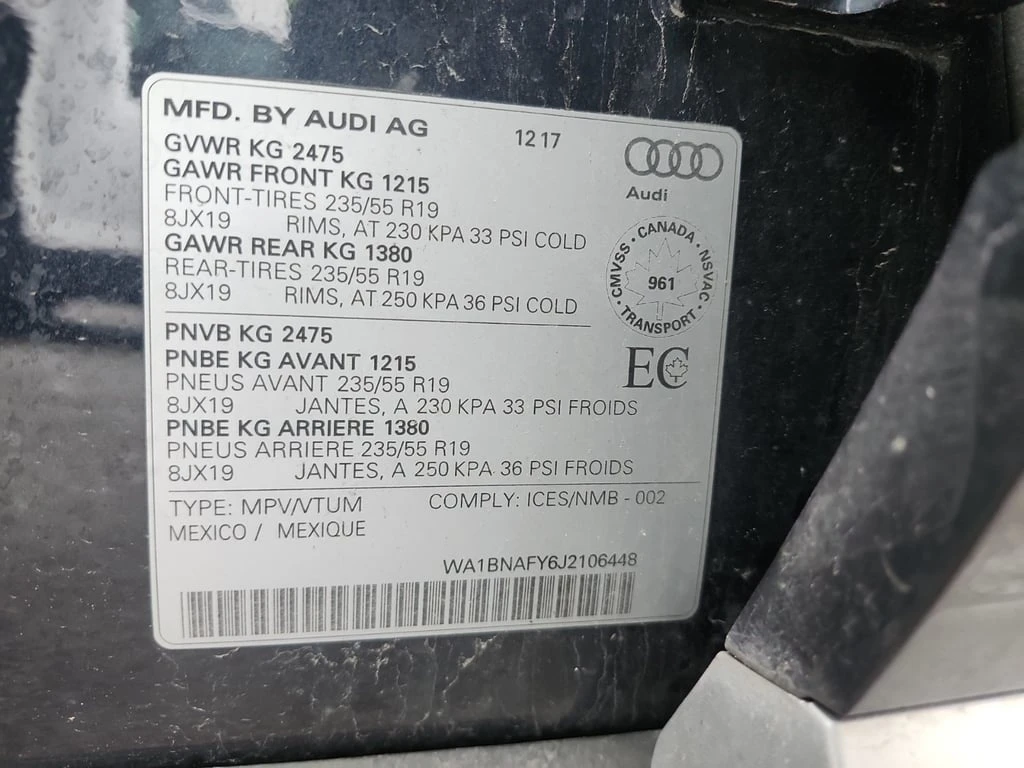 MFD. BY AUDI AG 12 17
GVWR KG 2475
GAWR FRONT KG 1215
FRONT-TIRES 235/55 R19
8JX19 RIMS, AT 230 KPA 33 PSI COLD
GAWR REAR KG 1380
REAR-TIRES 235/55 R19
8JX19 RIMS, AT 250 KPA 36 PSI COLD
Audi
CMVSS · CANADA · NSVAC · TRANSPORT ·
961
PNVB KG 2475
PNBE KG AVANT 1215
PNEUS AVANT 235/55 R19
8JX19 JANTES, A 230 KPA 33 PSI FROIDS
PNBE KG ARRIERE 1380
PNEUS ARRIERE 235/55 R19
8JX19 JANTES, A 250 KPA 36 PSI FROIDS
EC
TYPE: MPV/VTUM COMPLY: ICES/NMB - 002
MEXICO / MEXIQUE
WA1BNAFY6J2106448